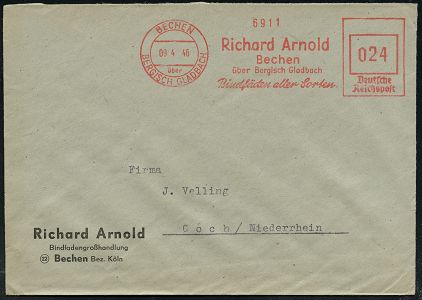 BECHEN
09.4 46
über
BERGISCH GLADBACH
6911
Richard Arnold
Bechen
über Bergisch Gladbach
Bindfäden aller Sorten.
024
Deutsche
Reichspost
Firma
J. Velling
Goch/Niederrhein
Richard Arnold
Bindfadengroßhandlung
22 Bechen Bez. Köln